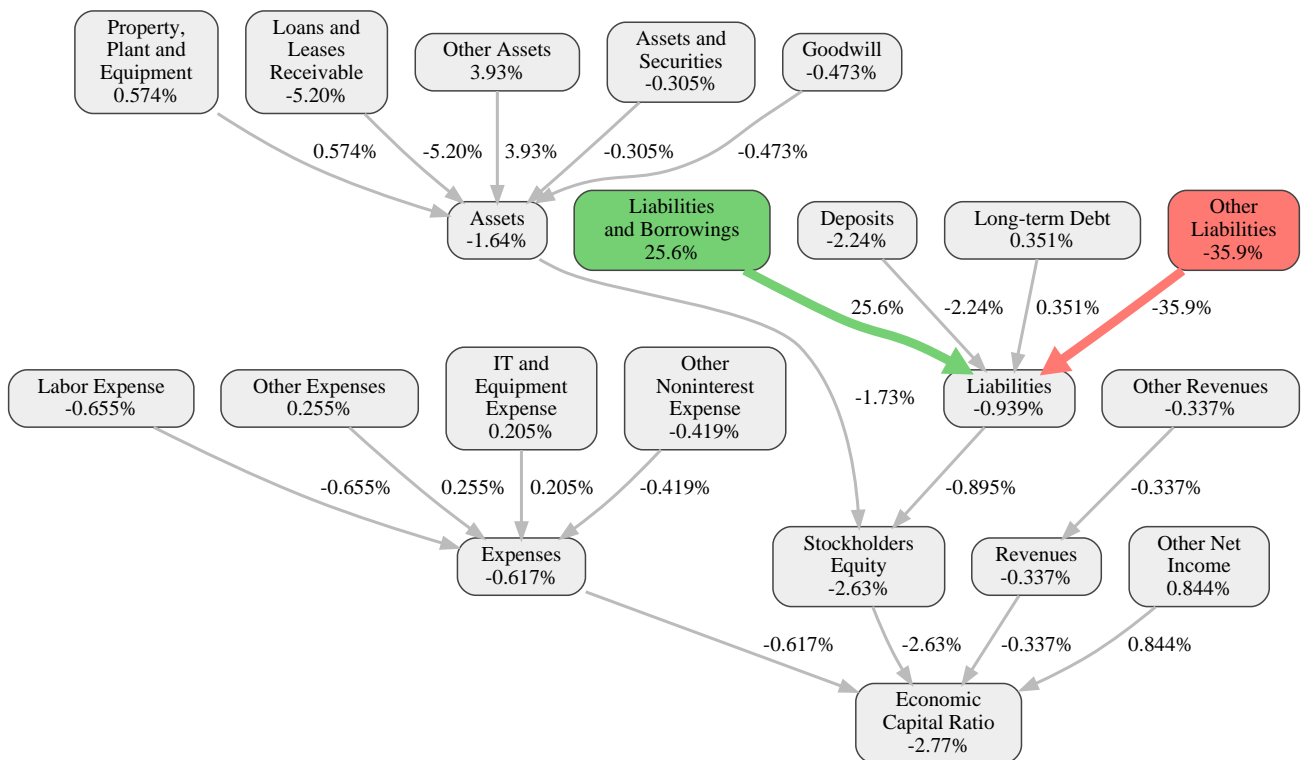 Property,
Plant and
Equipment
0.574%
Loans and
Leases
Receivable
-5.20%
Other Assets
3.93%
Assets and
Securities
-0.305%
Goodwill
-0.473%
0.574%
-5.20%
3.93%
-0.305%
-0.473%
Assets
-1.64%
Liabilities
and Borrowings
25.6%
Deposits
-2.24%
Long-term Debt
0.351%
Other
Liabilities
-35.9%
25.6%
-2.24%
0.351%
-35.9%
Labor Expense
-0.655%
Other Expenses
0.255%
IT and
Equipment
Expense
0.205%
Other
Noninterest
Expense
-0.419%
-1.73%
Liabilities
-0.939%
Other Revenues
-0.337%
-0.655%
0.255%
0.205%
-0.419%
-0.895%
-0.337%
Expenses
-0.617%
Stockholders
Equity
-2.63%
Revenues
-0.337%
Other Net
Income
0.844%
-0.617%
-2.63%
-0.337%
0.844%
Economic
Capital Ratio
-2.77%